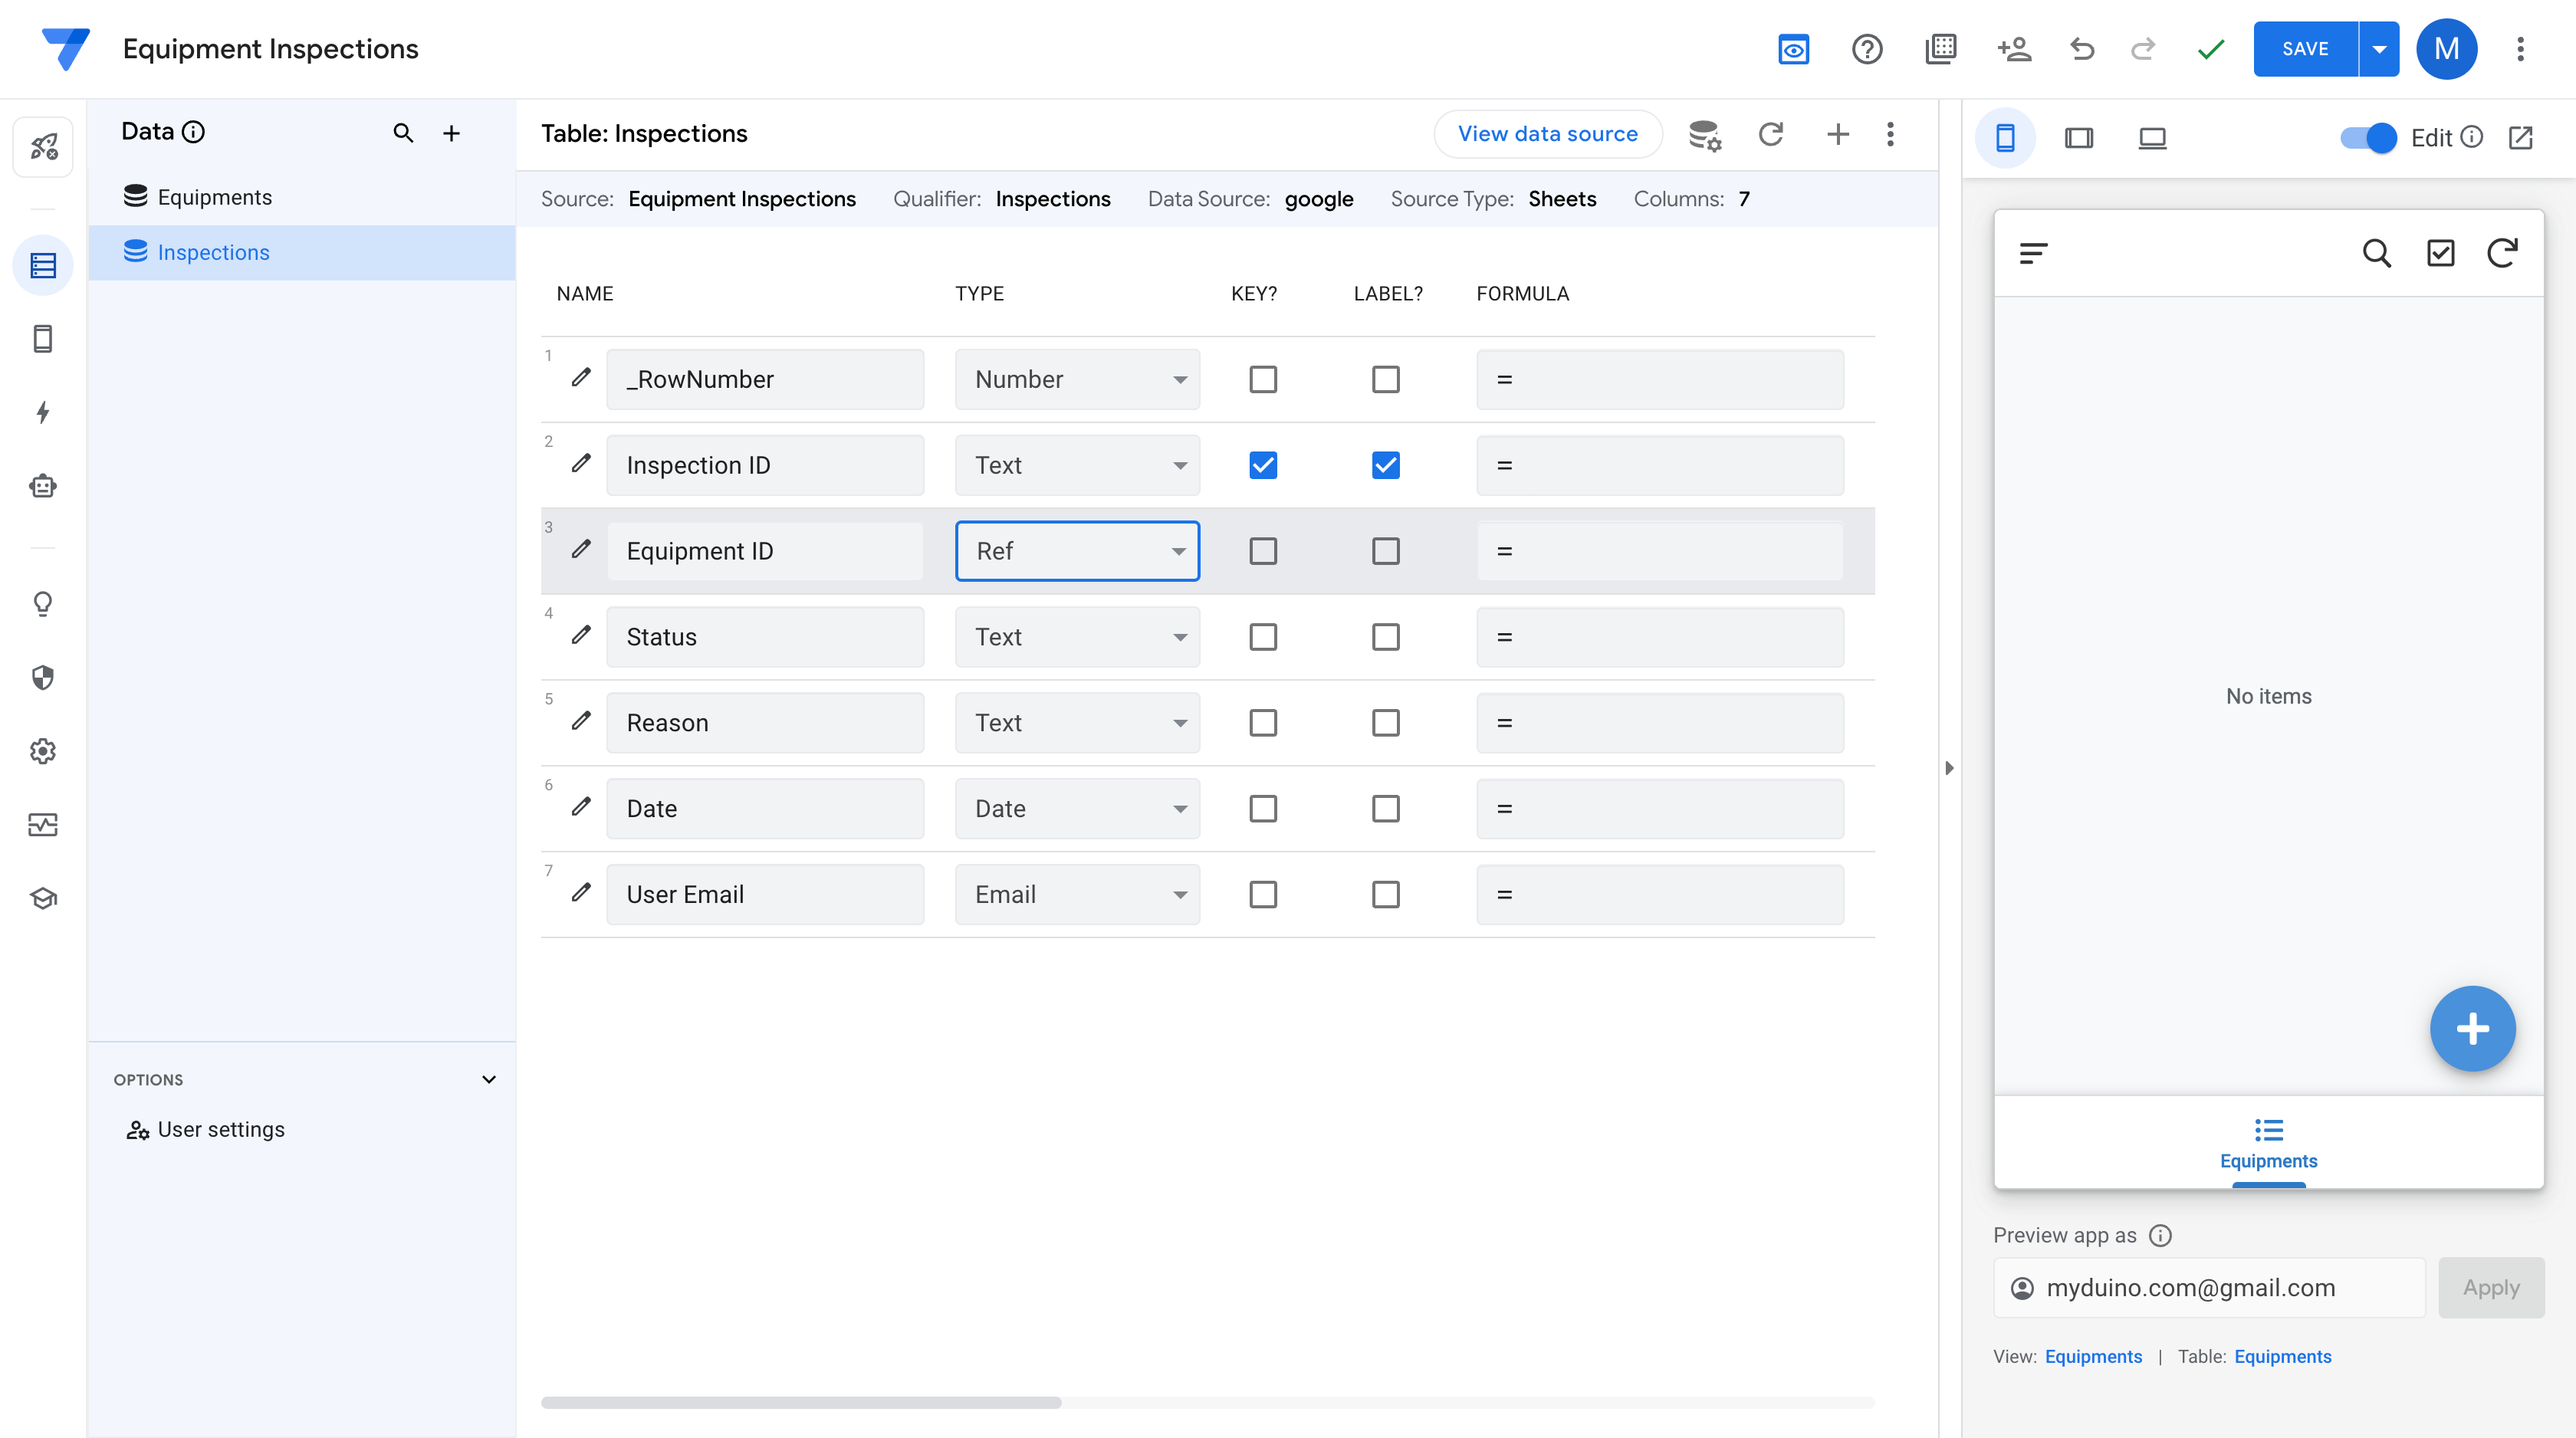 Equipment Inspections
SAVE
M
Data
Equipments
Inspections
OPTIONS
User settings
Table: Inspections
View data source
Source: Equipment Inspections Qualifier: Inspections Data Source: google Source Type: Sheets Columns: 7
NAME TYPE KEY? LABEL? FORMULA
1 _RowNumber Number =
2 Inspection ID Text =
3 Equipment ID Ref =
4 Status Text =
5 Reason Text =
6 Date Date =
7 User Email Email =
Edit
No items
Equipments
Preview app as
myduino.com@gmail.com Apply
View: Equipments | Table: Equipments